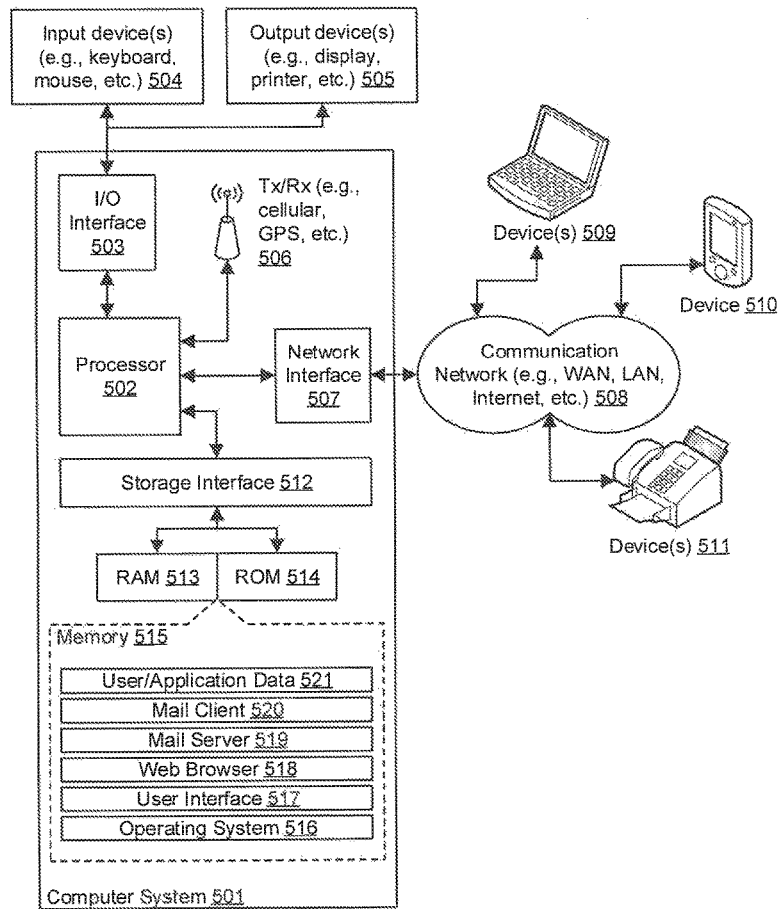 Input device(s)
(e.g., keyboard,
mouse, etc.) 504
Output device(s)
(e.g., display,
printer, etc.) 505
I/O
Interface
503
Tx/Rx (e.g.,
cellular,
GPS, etc.)
506
Device(s) 509
Device 510
Processor
502
Network
Interface
507
Communication
Network (e.g., WAN, LAN,
Internet, etc.) 508
Storage Interface 512
Device(s) 511
RAM 513
ROM 514
Memory 515
User/Application Data 521
Mail Client 520
Mail Server 519
Web Browser 518
User Interface 517
Operating System 516
Computer System 501